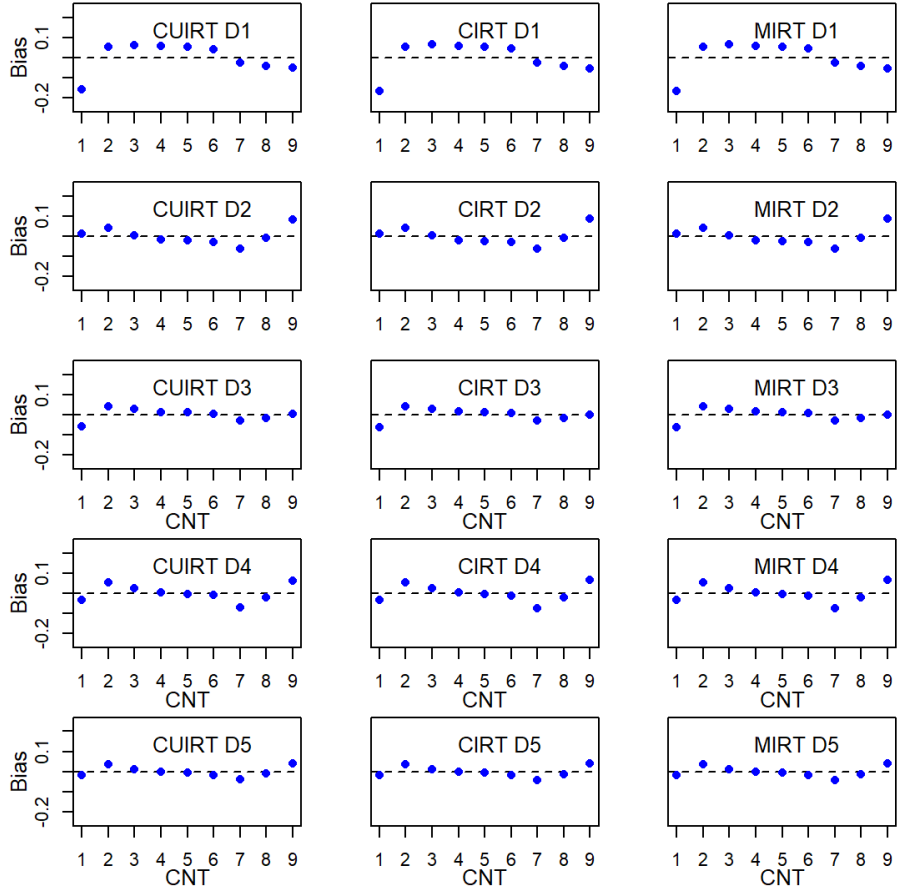 CUIRT D1 CIRT D1 MIRT D1
Bias
0.1
-0.2
1 2 3 4 5 6 7 8 9 1 2 3 4 5 6 7 8 9 1 2 3 4 5 6 7 8 9
CUIRT D2 CIRT D2 MIRT D2
Bias
0.1
-0.2
1 2 3 4 5 6 7 8 9 1 2 3 4 5 6 7 8 9 1 2 3 4 5 6 7 8 9
CUIRT D3 CIRT D3 MIRT D3
Bias
0.1
-0.2
1 2 3 4 5 6 7 8 9 1 2 3 4 5 6 7 8 9 1 2 3 4 5 6 7 8 9
CNT CNT CNT
CUIRT D4 CIRT D4 MIRT D4
Bias
0.1
-0.2
1 2 3 4 5 6 7 8 9 1 2 3 4 5 6 7 8 9 1 2 3 4 5 6 7 8 9
CNT CNT CNT
CUIRT D5 CIRT D5 MIRT D5
Bias
0.1
-0.2
1 2 3 4 5 6 7 8 9 1 2 3 4 5 6 7 8 9 1 2 3 4 5 6 7 8 9
CNT CNT CNT